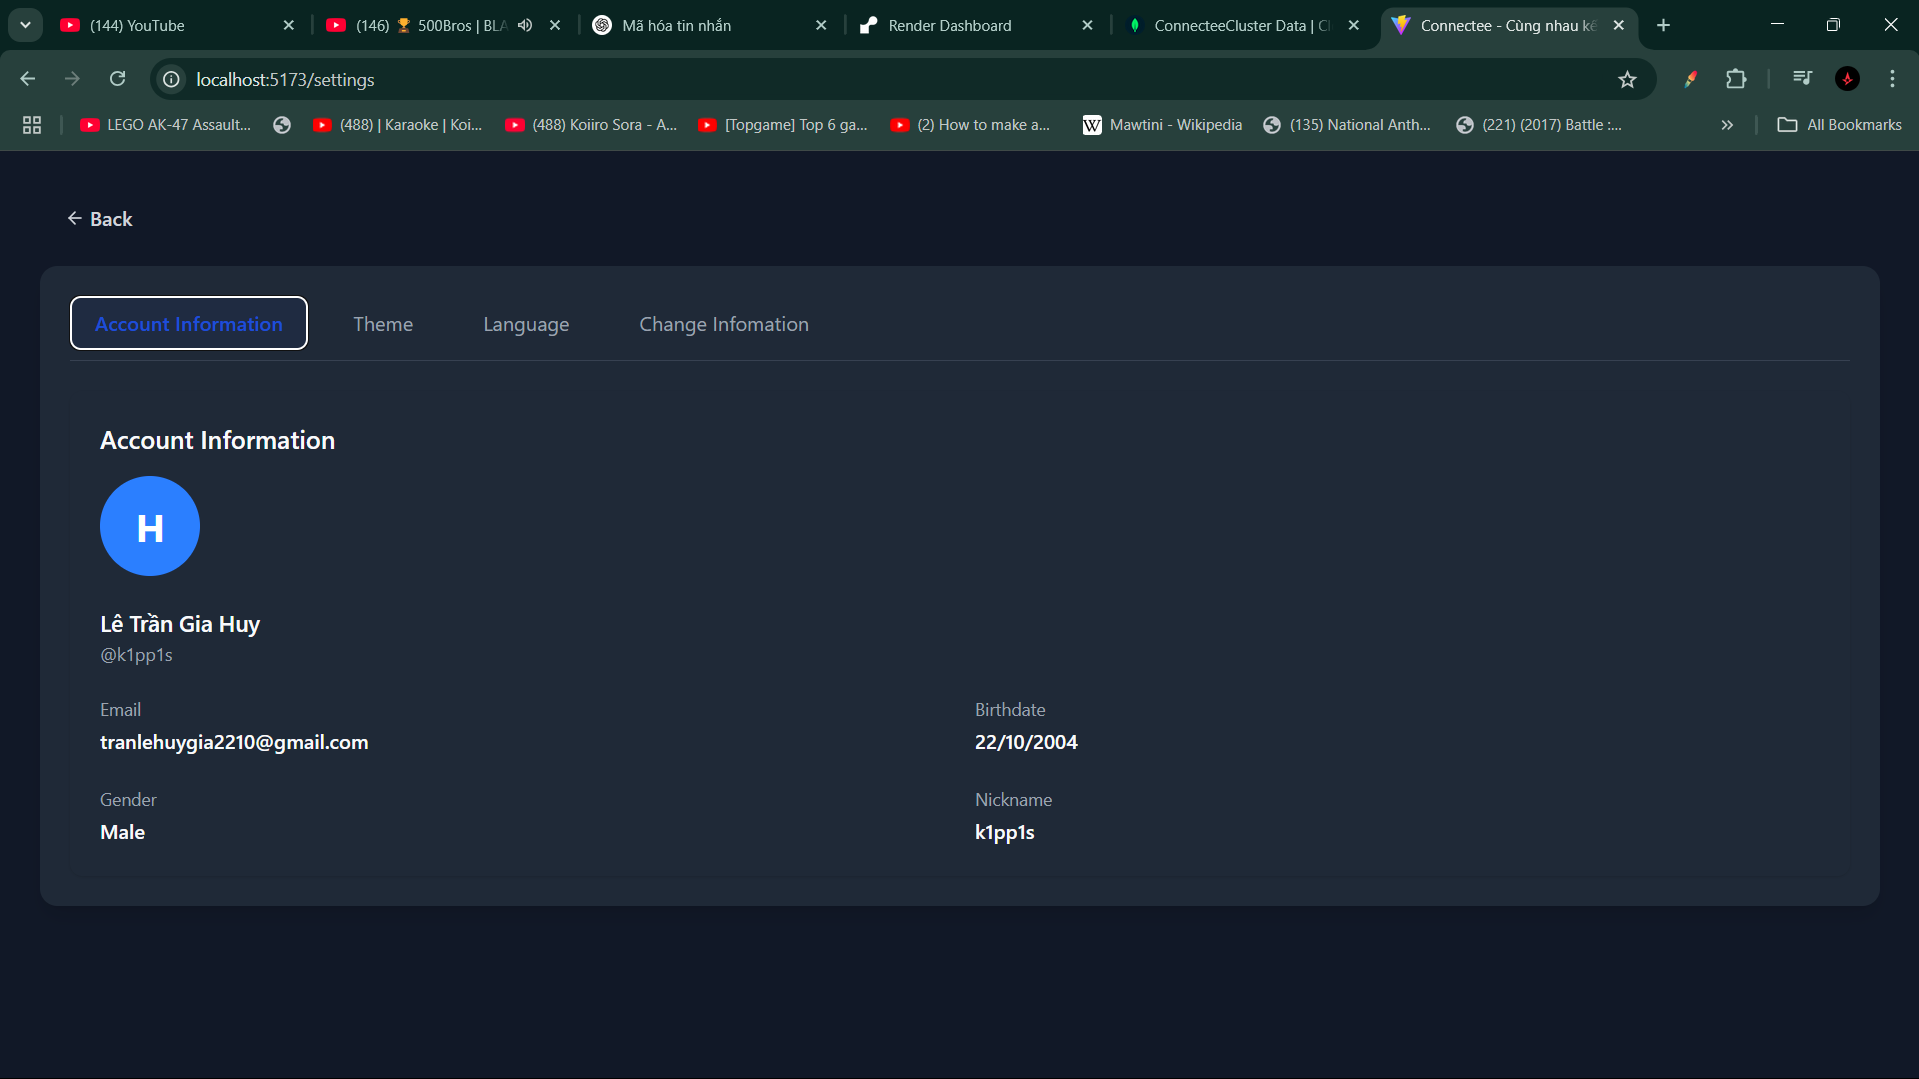 (144) YouTube
(146) 🏆 500Bros | BLA
Mã hóa tin nhắn
Render Dashboard
ConnecteeCluster Data | Cl
Connectee - Cùng nhau kế
localhost:5173/settings
LEGO AK-47 Assault...
(488) | Karaoke | Koi...
(488) Koiiro Sora - A...
[Topgame] Top 6 ga...
(2) How to make a...
W Mawtini - Wikipedia
(135) National Anth...
(221) (2017) Battle :...
All Bookmarks
← Back
Account Information
Theme
Language
Change Infomation
Account Information
H
Lê Trần Gia Huy
@k1pp1s
Email
Birthdate
tranlehuygia2210@gmail.com
22/10/2004
Gender
Nickname
Male
k1pp1s